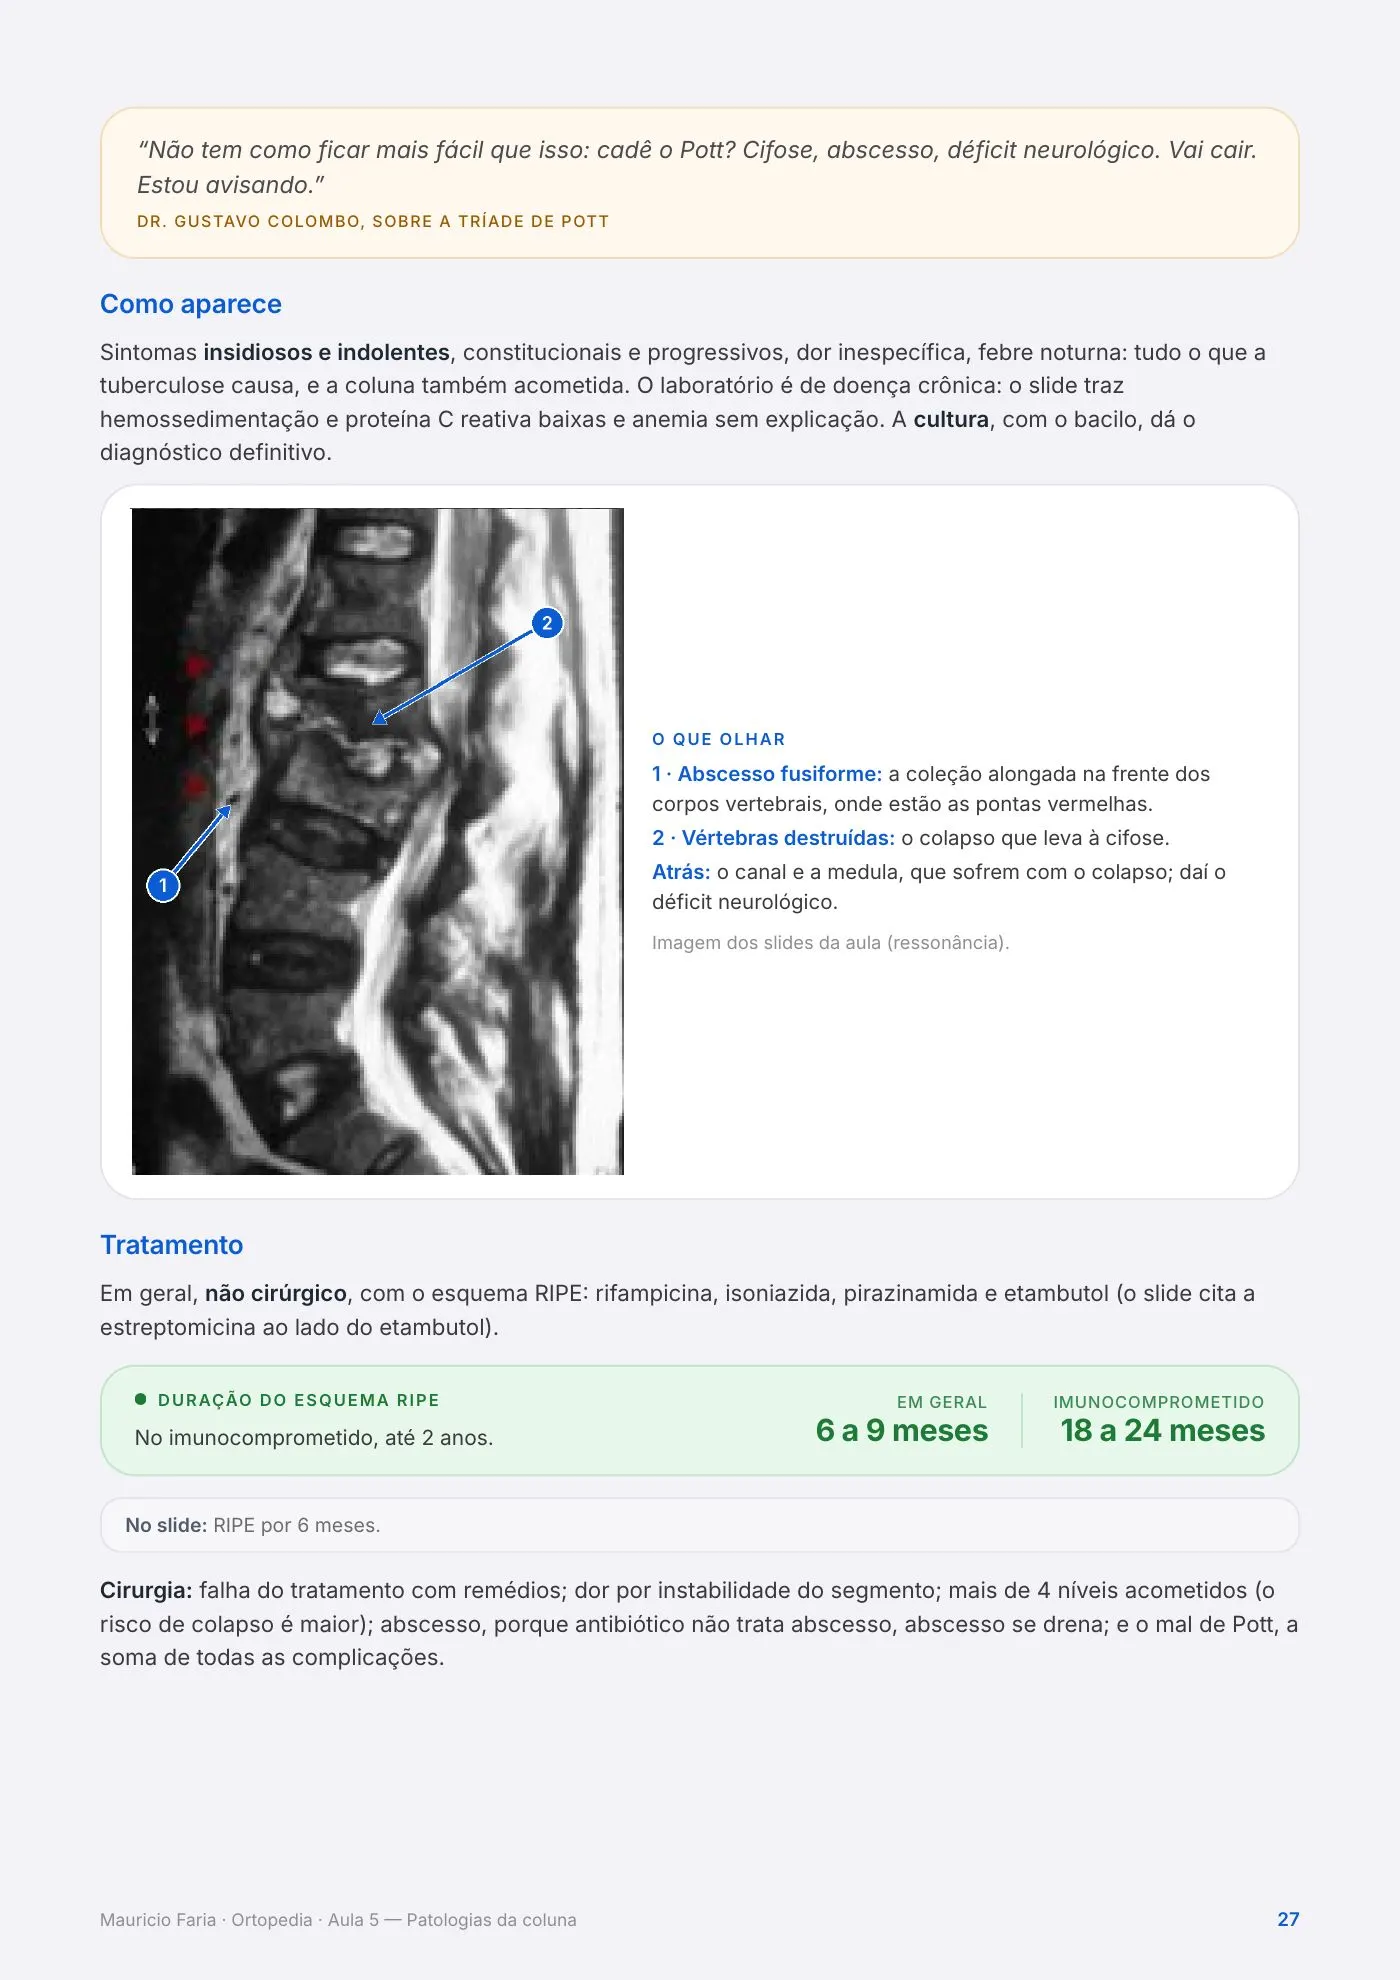 “Não tem como ficar mais fácil que isso: cadê o Pott? Cifose, abscesso, déficit neurológico. Vai cair.
Estou avisando.”
DR. GUSTAVO COLOMBO, SOBRE A TRÍADE DE POTT
Como aparece
Sintomas insidiosos e indolentes, constitucionais e progressivos, dor inespecífica, febre noturna: tudo o que a
tuberculose causa, e a coluna também acometida. O laboratório é de doença crônica: o slide traz
hemossedimentação e proteína C reativa baixas e anemia sem explicação. A cultura, com o bacilo, dá o
diagnóstico definitivo.
2
1
O QUE OLHAR
1 · Abscesso fusiforme: a coleção alongada na frente dos
corpos vertebrais, onde estão as pontas vermelhas.
2 · Vértebras destruídas: o colapso que leva à cifose.
Atrás: o canal e a medula, que sofrem com o colapso; daí o
déficit neurológico.
Imagem dos slides da aula (ressonância).
Tratamento
Em geral, não cirúrgico, com o esquema RIPE: rifampicina, isoniazida, pirazinamida e etambutol (o slide cita a
estreptomicina ao lado do etambutol).
DURAÇÃO DO ESQUEMA RIPE
No imunocomprometido, até 2 anos.
EM GERAL
6 a 9 meses
IMUNOCOMPROMETIDO
18 a 24 meses
No slide: RIPE por 6 meses.
Cirurgia: falha do tratamento com remédios; dor por instabilidade do segmento; mais de 4 níveis acometidos (o
risco de colapso é maior); abscesso, porque antibiótico não trata abscesso, abscesso se drena; e o mal de Pott, a
soma de todas as complicações.
Mauricio Faria · Ortopedia · Aula 5 — Patologias da coluna
27